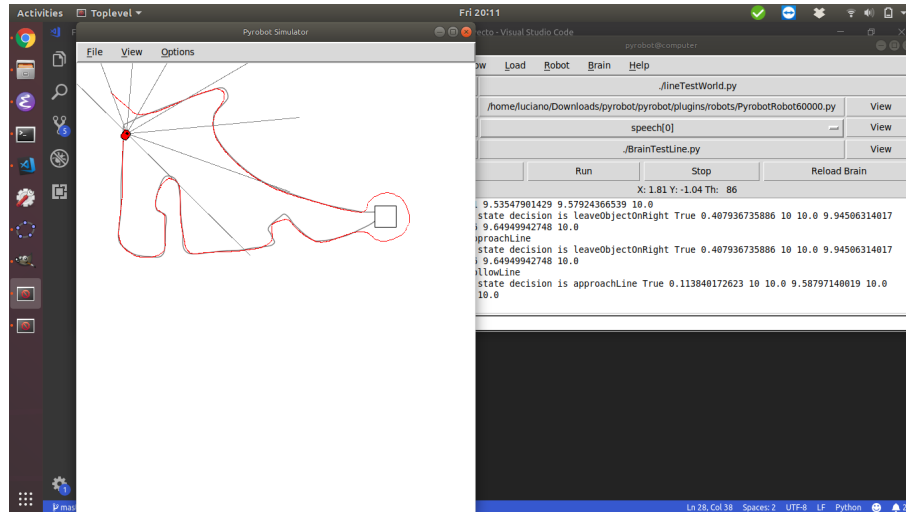 Activities Toplevel Fri 20:11
Pyrobot Simulator
File View Options
ecto - Visual Studio Code
pyrobot@computer
ow Load Robot Brain Help
./lineTestWorld.py
/home/luciano/Downloads/pyrobot/pyrobot/plugins/robots/PyrobotRobot60000.py View
speech[0] View
./BrainTestLine.py View
Run Stop Reload Brain
X: 1.81 Y: -1.04 Th: 86
9.53547901429 9.57924366539 10.0
state decision is leaveObjectOnRight True 0.407936735886 10 10.0 9.94506314017
9.64949942748 10.0
proachLine
state decision is leaveObjectOnRight True 0.407936735886 10 10.0 9.94506314017
9.64949942748 10.0
llowLine
state decision is approachLine True 0.113840172623 10 10.0 9.58797140019 10.0
10.0
mas Ln 28, Col 38 Spaces: 2 UTF-8 LF Python